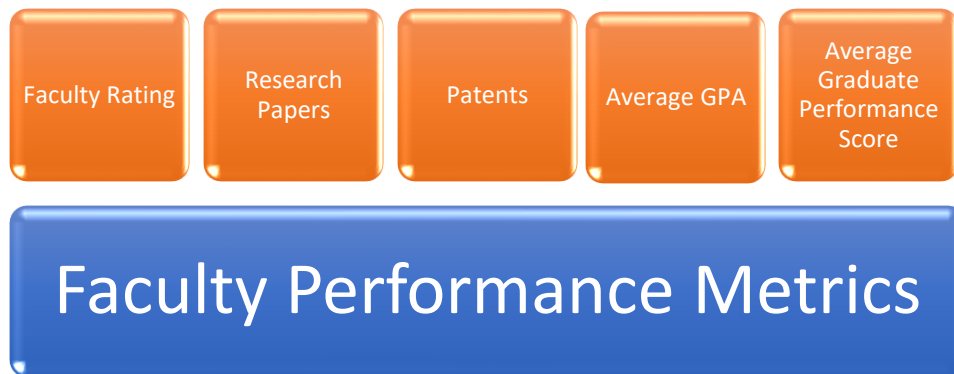 Faculty Rating
Research
Papers
Patents
Average GPA
Average
Graduate
Performance
Score
Faculty Performance Metrics